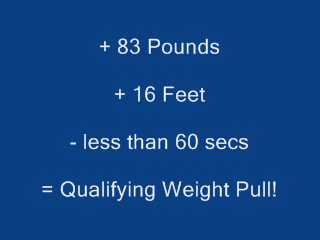 + 83 Pounds
+ 16 Feet
- less than 60 secs
= Qualifying Weight Pull!